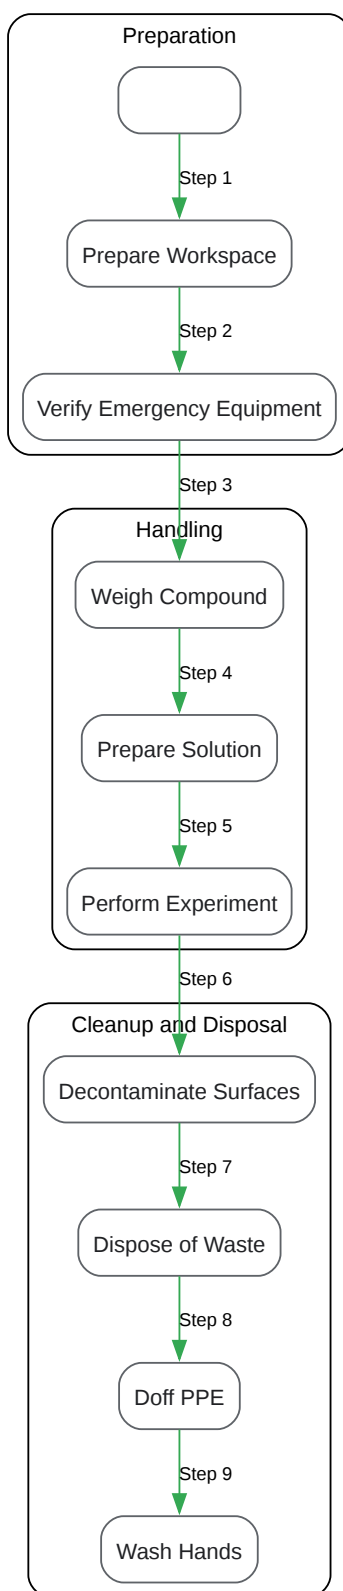 Preparation
Step 1
Prepare Workspace
Step 2
Verify Emergency Equipment
Step 3
Handling
Weigh Compound
Step 4
Prepare Solution
Step 5
Perform Experiment
Step 6
Cleanup and Disposal
Decontaminate Surfaces
Step 7
Dispose of Waste
Step 8
Doff PPE
Step 9
Wash Hands